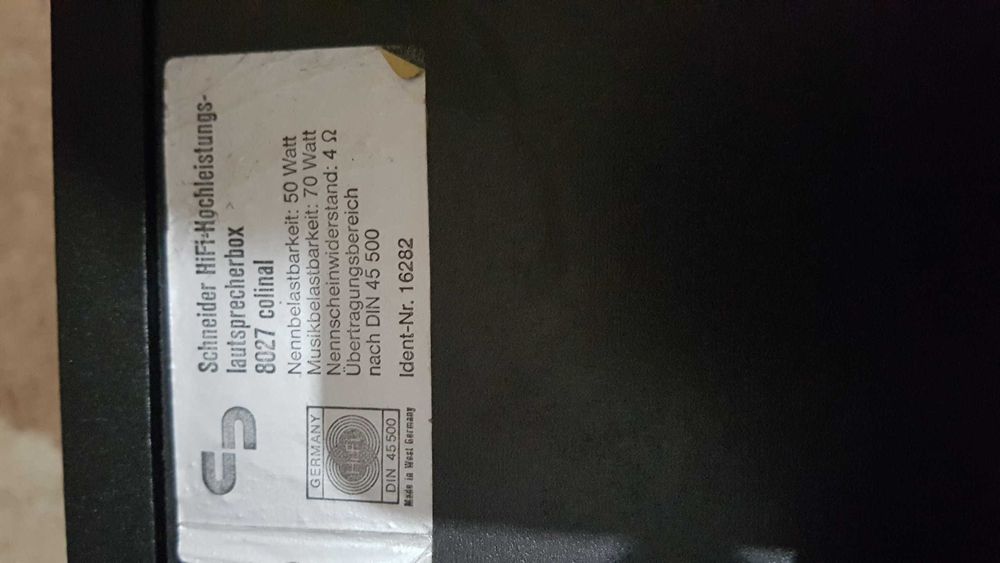 Schneider HiFi-Hochleistungs-
lautsprecherbox
8027 colinal
Nennbelastbarkeit: 50 Watt
Musikbelastbarkeit: 70 Watt
Nennscheinwiderstand: 4 Ω
Übertragungsbereich
nach DIN 45 500
Ident-Nr. 16282
GERMANY
HiFi
DIN 45 500
Made in West Germany